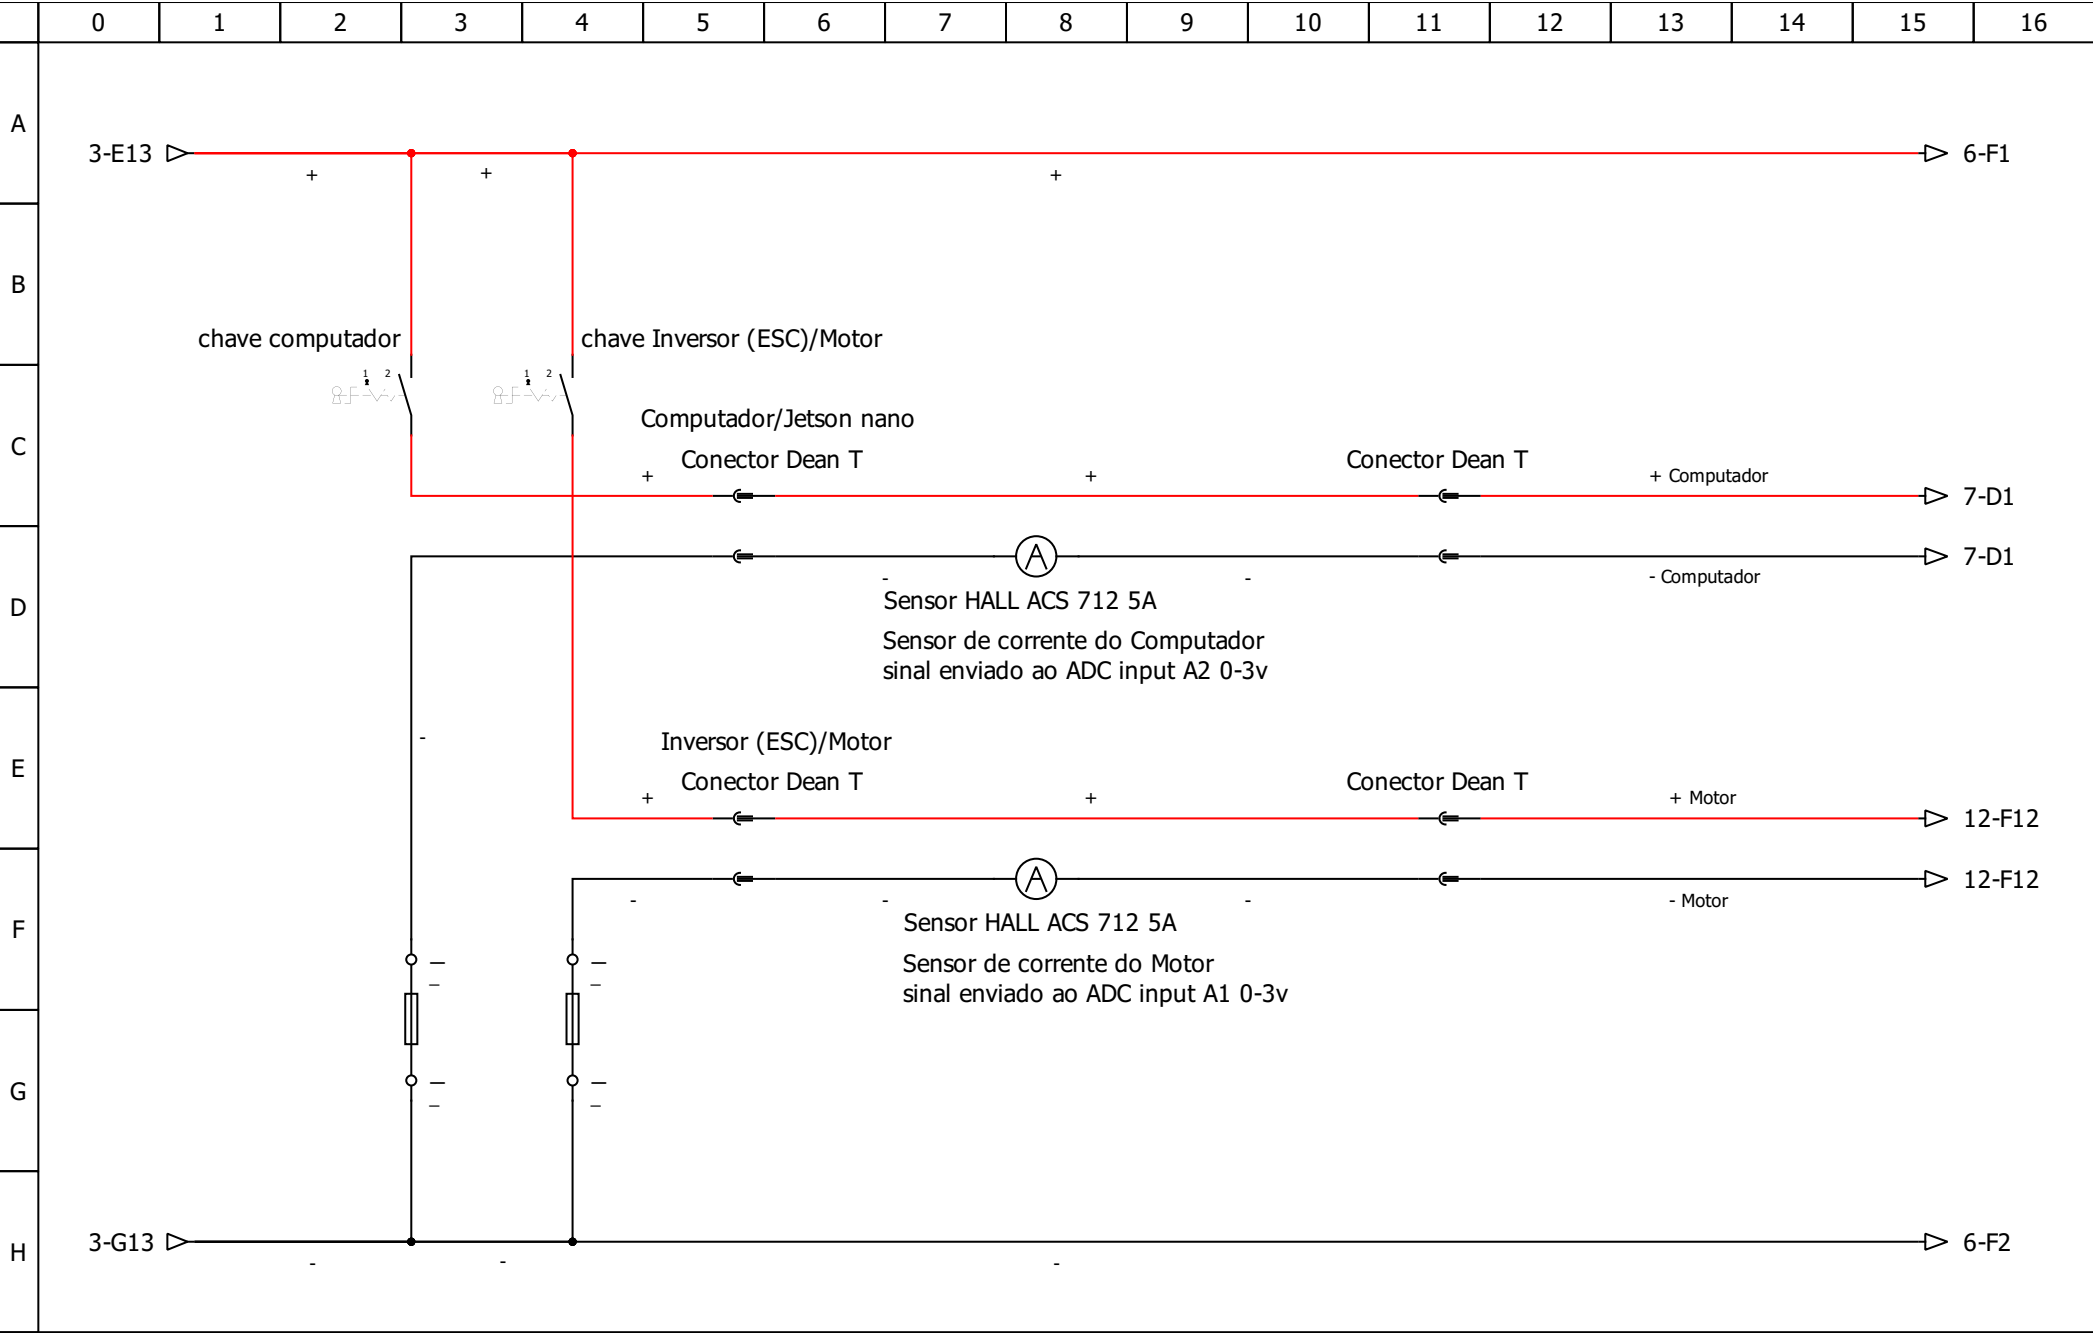 0 1 2 3 4 5 6 7 8 9 10 11 12 13 14 15 16
A
3-E13 6-F1
+ + +
B
chave computador chave Inversor (ESC)/Motor
1 2 1 2
C
Computador/Jetson nano
Conector Dean T Conector Dean T
+ + + Computador
7-D1
7-D1
- - - Computador
D
Sensor HALL ACS 712 5A
Sensor de corrente do Computador
sinal enviado ao ADC input A2 0-3v
-
E
Inversor (ESC)/Motor
Conector Dean T Conector Dean T
+ + + Motor
12-F12
12-F12
- - - - Motor
F
Sensor HALL ACS 712 5A
Sensor de corrente do Motor
sinal enviado ao ADC input A1 0-3v
G
H
3-G13 6-F2
- - -